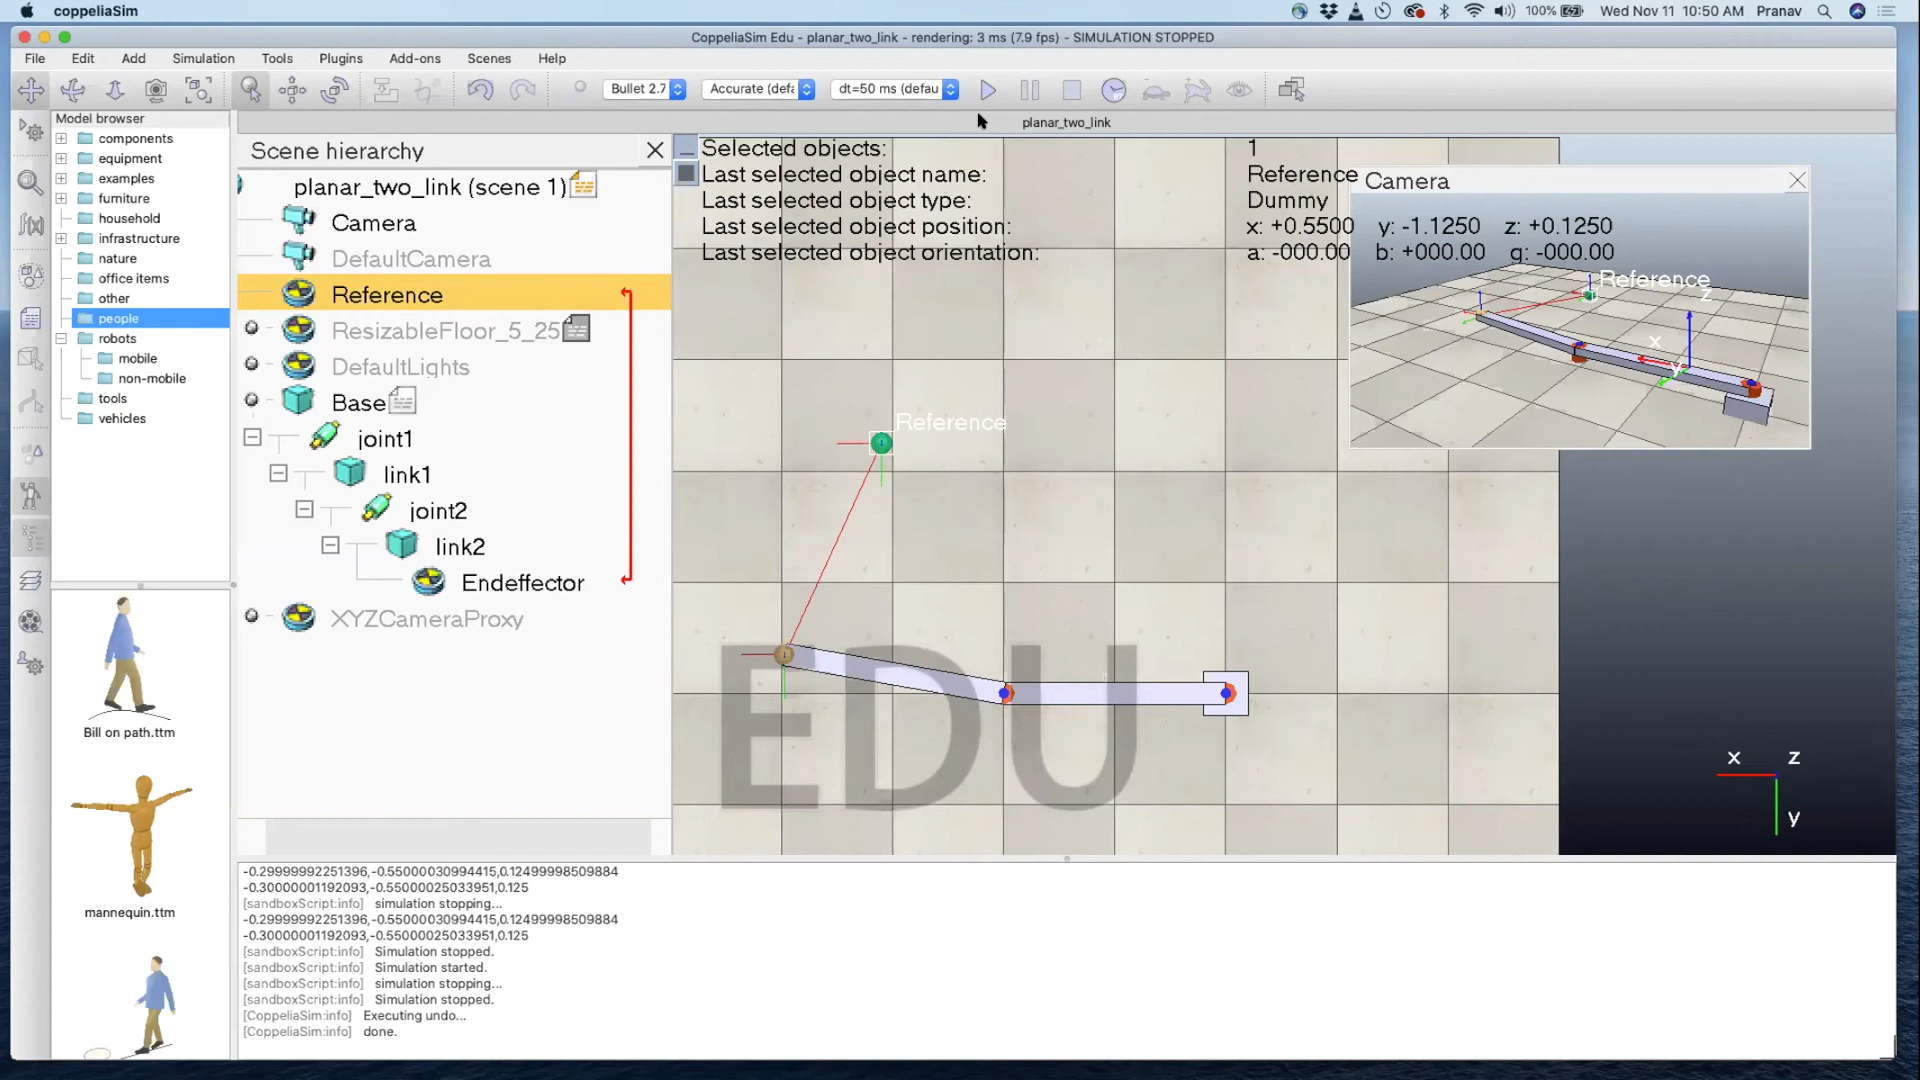 coppeliaSim
100%
Wed Nov 11 10:50 AM
Pranav
CoppeliaSim Edu - planar_two_link - rendering: 3 ms (7.9 fps) - SIMULATION STOPPED
File Edit Add Simulation Tools Plugins Add-ons Scenes Help
Bullet 2.7
Accurate (defa
dt=50 ms (defau
planar_two_link
Model browser
components
equipment
examples
furniture
household
infrastructure
nature
office items
other
people
robots
mobile
non-mobile
tools
vehicles
Bill on path.ttm
mannequin.ttm
Scene hierarchy
planar_two_link (scene 1)
Camera
DefaultCamera
Reference
ResizableFloor_5_25
DefaultLights
Base
joint1
link1
joint2
link2
Endeffector
XYZCameraProxy
Selected objects: 1
Last selected object name: Reference
Last selected object type: Dummy
Last selected object position: x: +0.5500 y: -1.1250 z: +0.1250
Last selected object orientation: a: -000.00 b: +000.00 g: -000.00
Camera
Reference
z
x
y
Reference
EDU
x z
y
-0.29999992251396,-0.55000030994415,0.12499998509884
-0.30000001192093,-0.55000025033951,0.125
[sandboxScript:info] simulation stopping...
-0.29999992251396,-0.55000030994415,0.12499998509884
-0.30000001192093,-0.55000025033951,0.125
[sandboxScript:info] Simulation stopped.
[sandboxScript:info] Simulation started.
[sandboxScript:info] simulation stopping...
[sandboxScript:info] Simulation stopped.
[CoppeliaSim:info] Executing undo...
[CoppeliaSim:info] done.